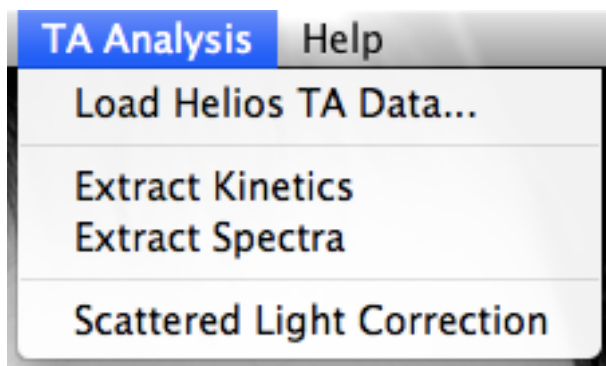 TA Analysis Help
Load Helios TA Data...
Extract Kinetics
Extract Spectra
Scattered Light Correction